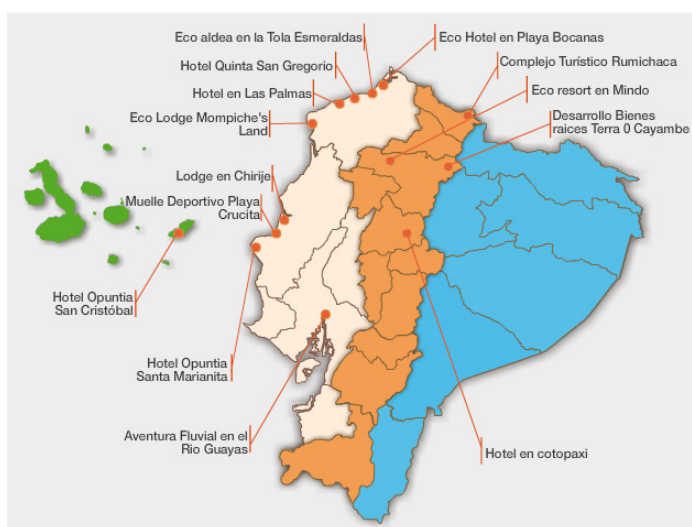 Eco aldea en la Tola Esmeraldas
Eco Hotel en Playa Bocanas
Hotel Quinta San Gregorio
Complejo Turístico Rumichaca
Hotel en Las Palmas
Eco resort en Mindo
Eco Lodge Mompiche's
Land
Desarrollo Bienes
raices Terra 0 Cayambe
Lodge en Chirije
Muelle Deportivo Playa
Crucita
Hotel Opuntia
San Cristóbal
Hotel Opuntia
Santa Marianita
Aventura Fluvial en el
Rio Guayas
Hotel en cotopaxi